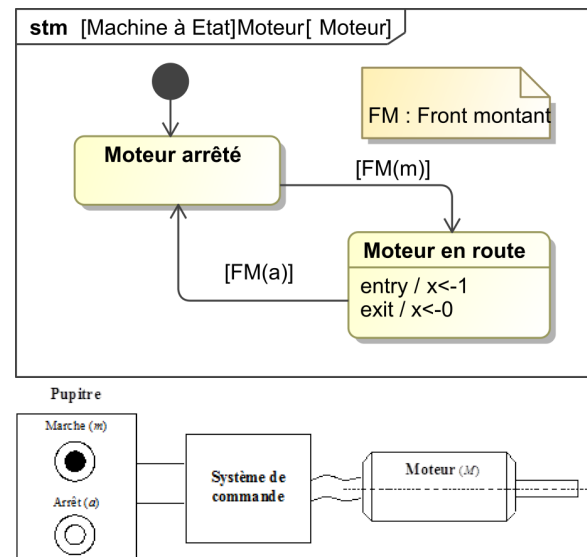 stm [Machine à Etat]Moteur[ Moteur]
FM : Front montant
Moteur arrêté
[FM(m)]
[FM(a)]
Moteur en route
entry / x<-1
exit / x<-0
Pupitre
Marche (m)
Arrêt (a)
Système de
commande
Moteur (M)